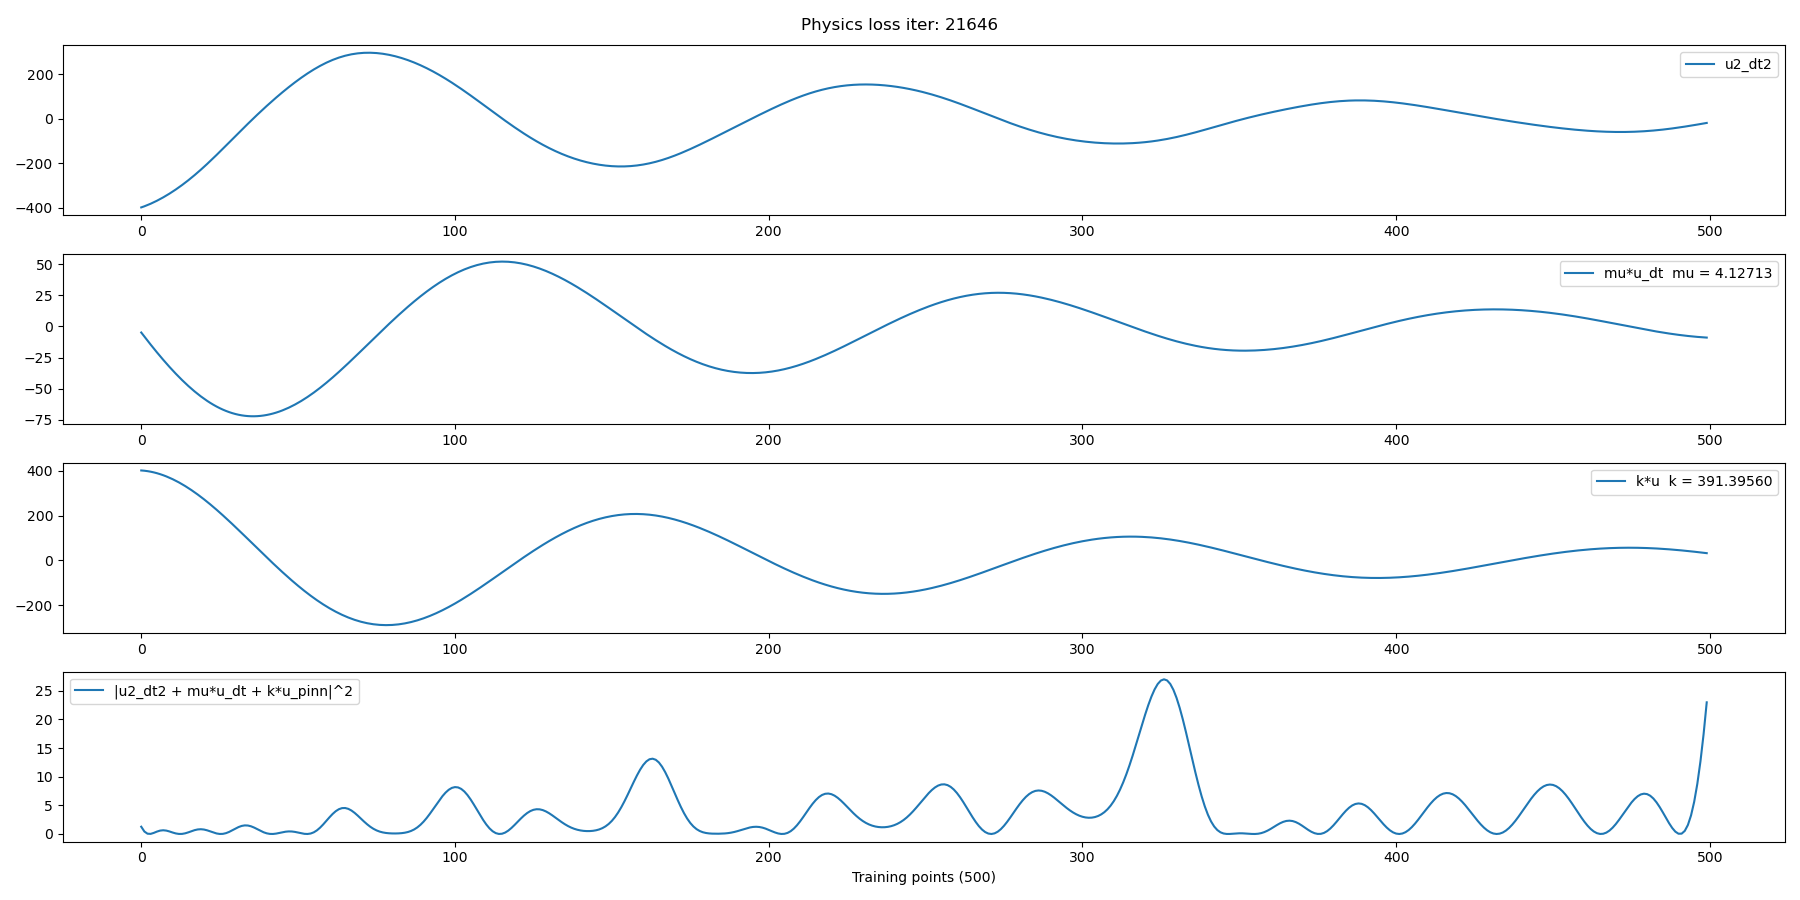 Physics loss iter: 21646
200
0
−200
−400
u2_dt2
0 100 200 300 400 500
50
25
0
−25
−50
−75
mu*u_dt  mu = 4.12713
0 100 200 300 400 500
400
200
0
−200
k*u  k = 391.39560
0 100 200 300 400 500
25
20
15
10
5
0
|u2_dt2 + mu*u_dt + k*u_pinn|^2
0 100 200 300 400 500
Training points (500)